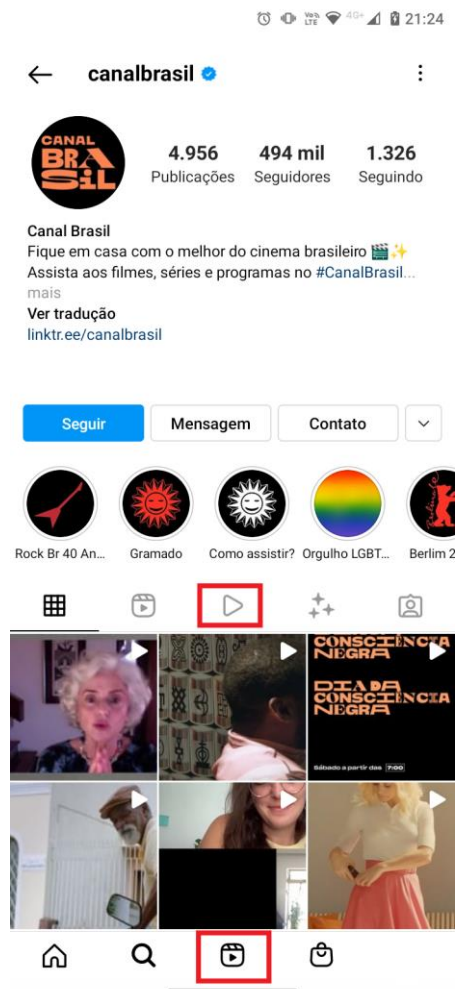 VoD LTE 4G+ 21:24
canalbrasil
CANAL
BRA
SiL
4.956 494 mil 1.326
Publicações Seguidores Seguindo
Canal Brasil
Fique em casa com o melhor do cinema brasileiro 🎬✨
Assista aos filmes, séries e programas no #CanalBrasil...
mais
Ver tradução
linktr.ee/canalbrasil
Seguir Mensagem Contato
Rock Br 40 An... Gramado Como assistir? Orgulho LGBT... Berlim 2
CONSCIÊNCIA
NEGRA
DIA DA
CONSCIÊNCIA
NEGRA
Sábado a partir das 7:00